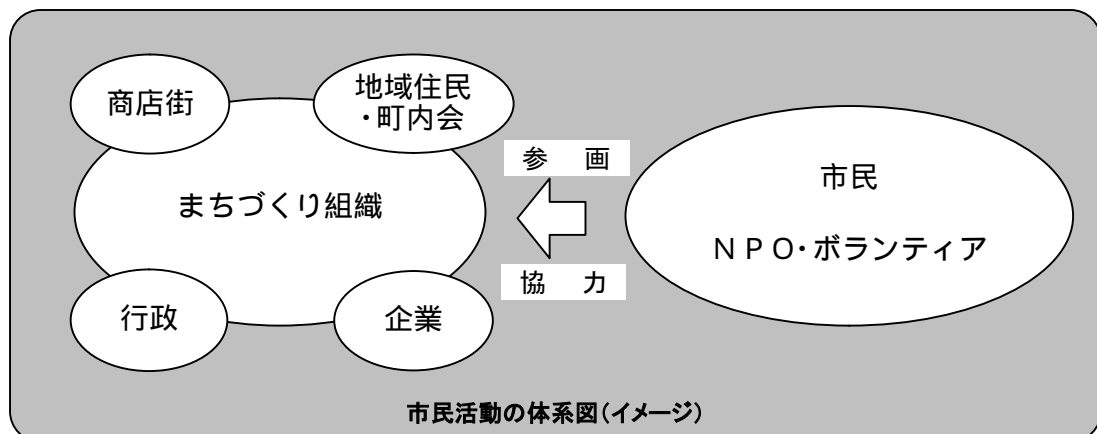 商店街
地域住民
・町内会
参　画
市民
まちづくり組織
ＮＰＯ・ボランティア
協　力
行政
企業
市民活動の体系図（イメージ）